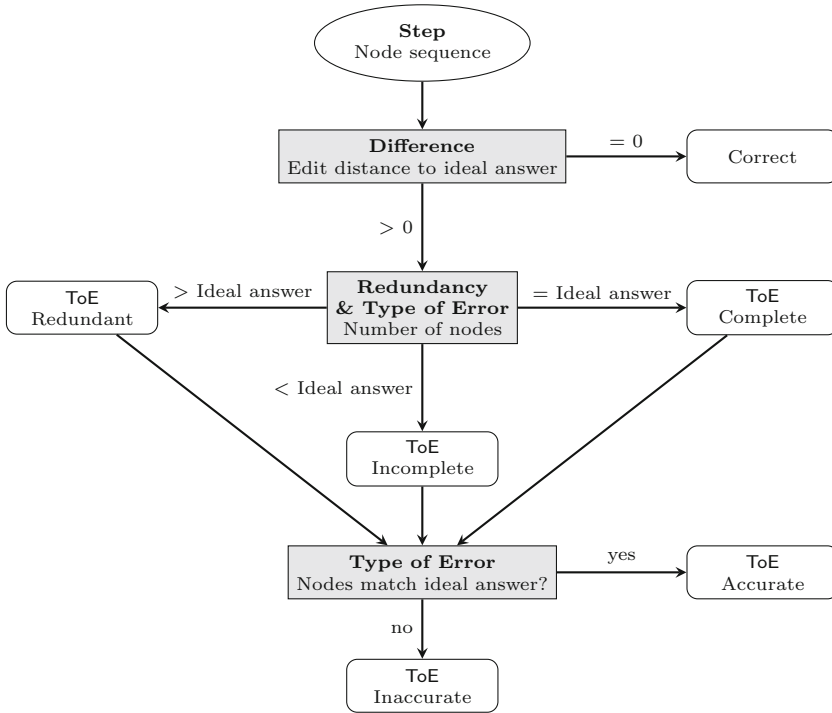 Step
Node sequence
Difference
Edit distance to ideal answer
= 0
Correct
> 0
ToE
Redundant
> Ideal answer
Redundancy
& Type of Error
Number of nodes
= Ideal answer
ToE
Complete
< Ideal answer
ToE
Incomplete
Type of Error
Nodes match ideal answer?
yes
ToE
Accurate
no
ToE
Inaccurate